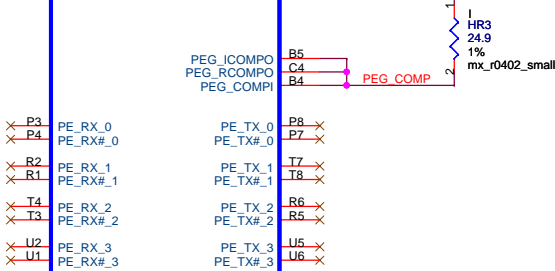 1
I
HR3
24.9
1%
mx_r0402_small
2
PEG_ICOMPO B5
PEG_RCOMPO C4
PEG_COMPI B4 PEG_COMP
P3 PE_RX_0 PE_TX_0 P8
P4 PE_RX#_0 PE_TX#_0 P7
R2 PE_RX_1 PE_TX_1 T7
R1 PE_RX#_1 PE_TX#_1 T8
T4 PE_RX_2 PE_TX_2 R6
T3 PE_RX#_2 PE_TX#_2 R5
U2 PE_RX_3 PE_TX_3 U5
U1 PE_RX#_3 PE_TX#_3 U6